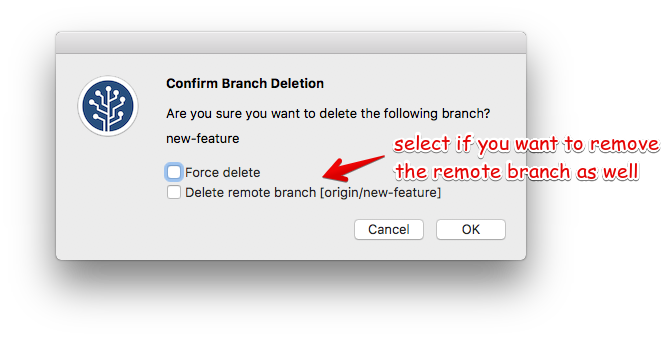 Confirm Branch Deletion
Are you sure you want to delete the following branch?
new-feature
select if you want to remove
the remote branch as well
Force delete
Delete remote branch [origin/new-feature]
Cancel OK